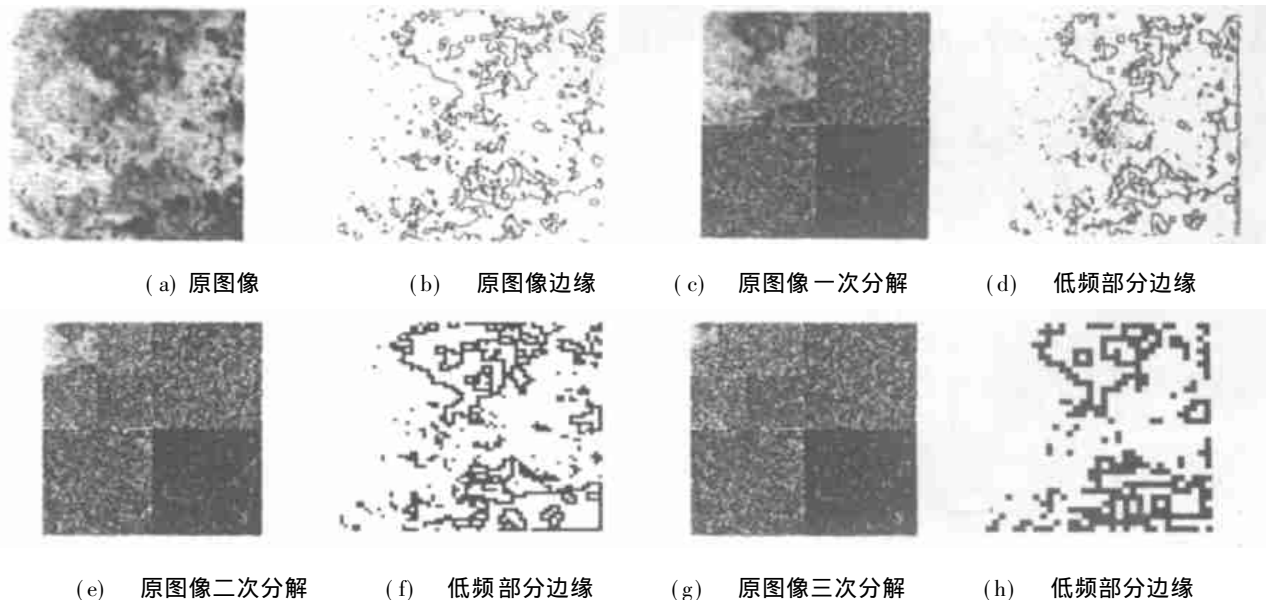 (a) 原图像
(b) 原图像边缘
(c) 原图像一次分解
(d) 低频部分边缘
(e) 原图像二次分解
(f) 低频部分边缘
(g) 原图像三次分解
(h) 低频部分边缘